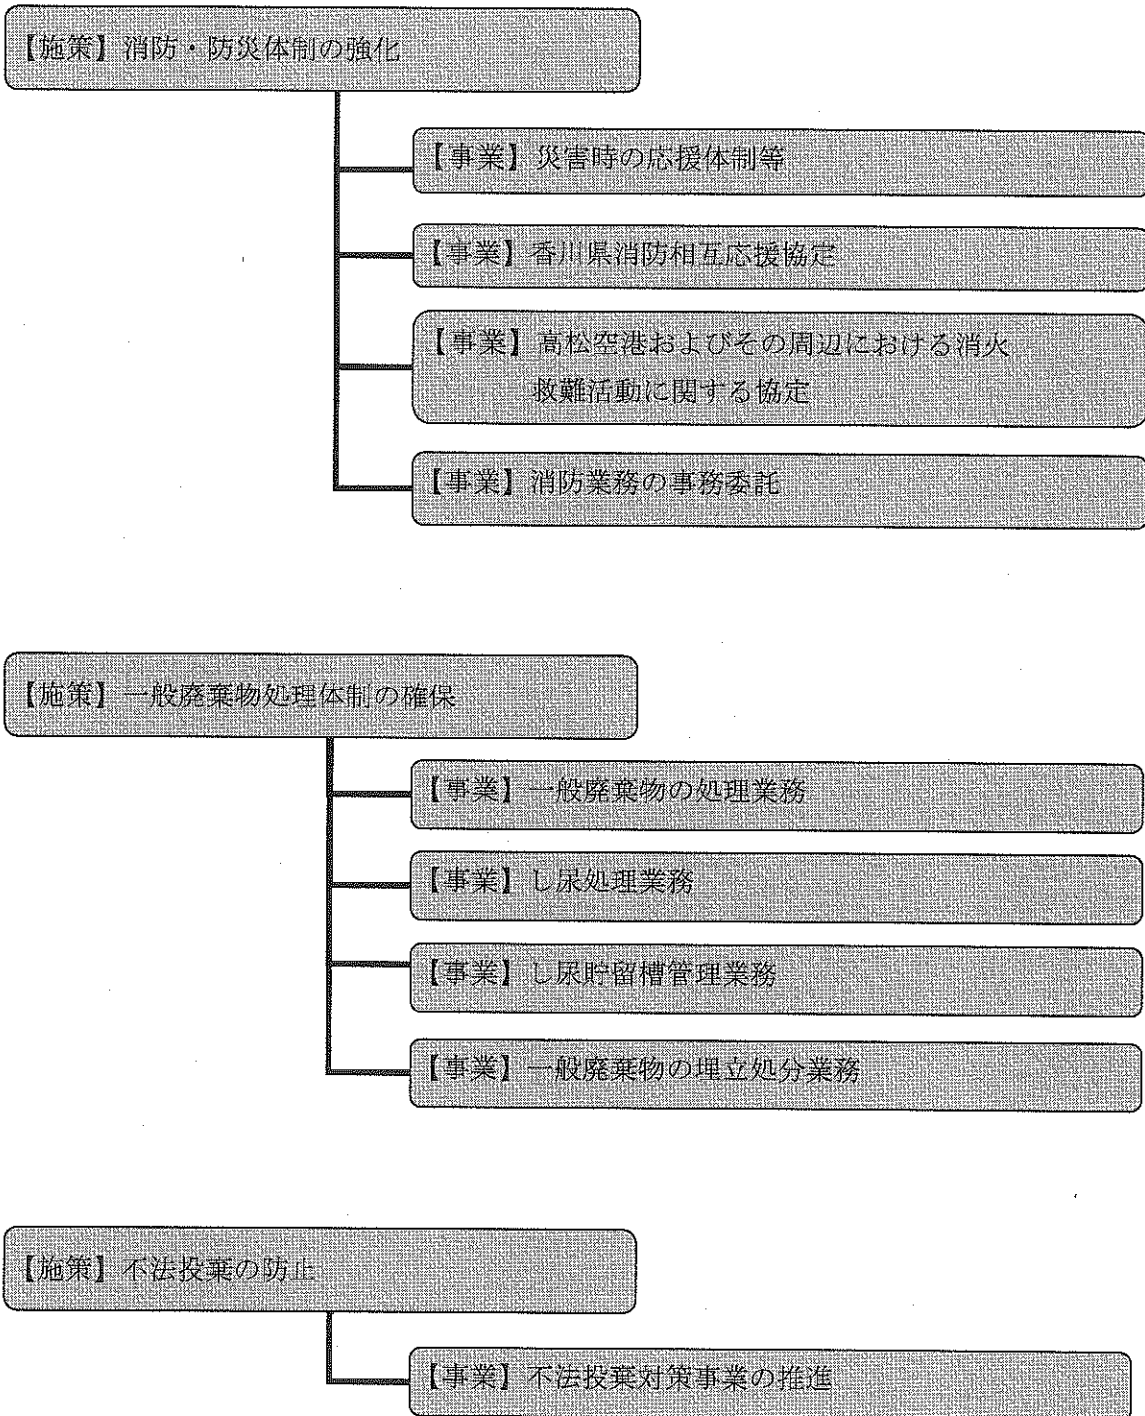 【施策】消防・防災体制の強化
【事業】災害時の応援体制等
【事業】香川県消防相互応援協定
【事業】高松空港およびその周辺における消火
救難活動に関する協定
【事業】消防業務の事務委託
【施策】一般廃棄物処理体制の確保
【事業】一般廃棄物の処理業務
【事業】し尿処理業務
【事業】し尿貯留槽管理業務
【事業】一般廃棄物の埋立処分業務
【施策】不法投棄の防止
【事業】不法投棄対策事業の推進